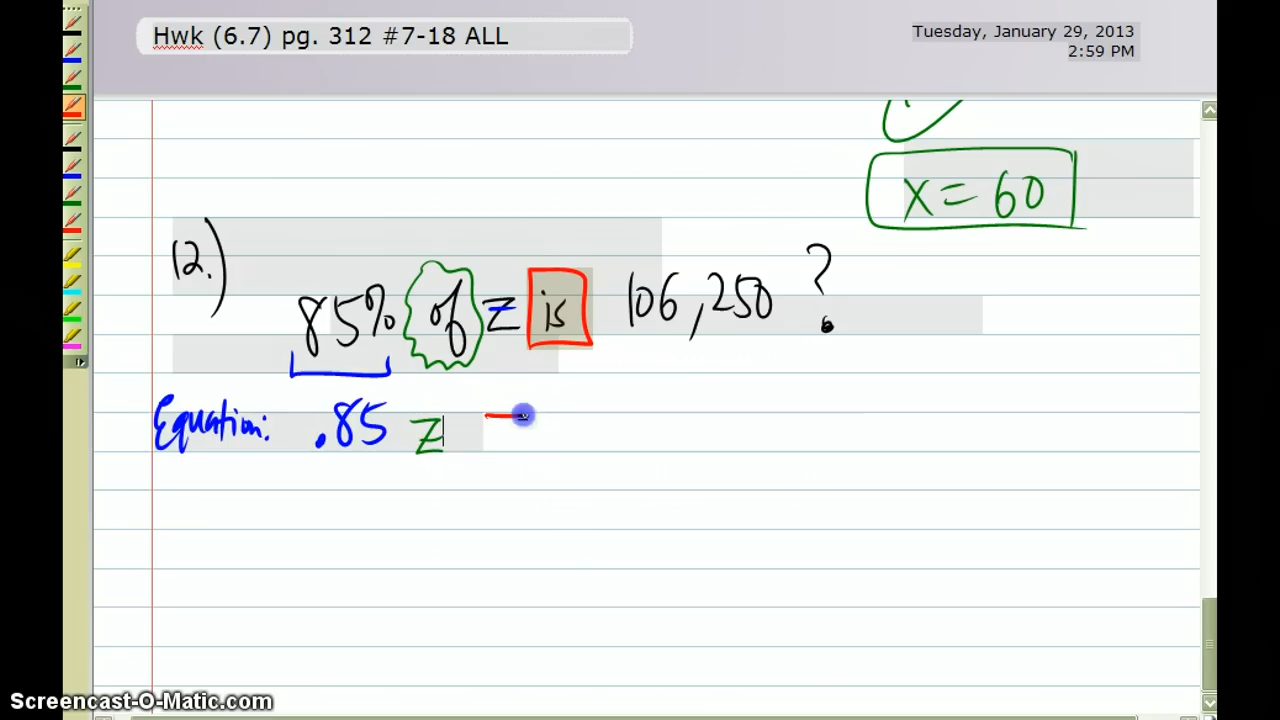 Hwk (6.7) pg. 312 #7-18 ALL
Tuesday, January 29, 2013
2:59 PM
x = 60
12.)
85% of z is 106,250 ?
Equation: .85 z
Screencast-O-Matic.com